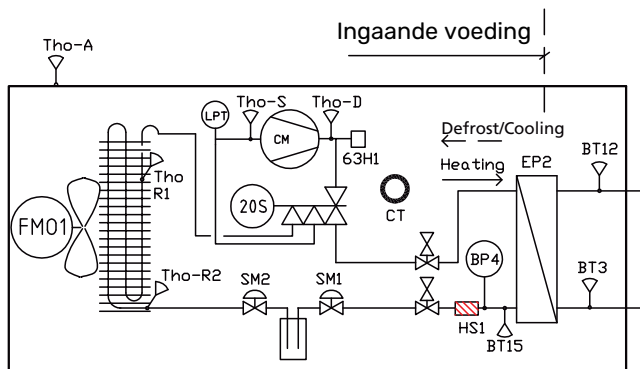 Ingaande voeding
Tho-A
Tho-S
Tho-D
LPT
CM
63H1
Defrost/Cooling
Heating
EP2
BT12
Tho
R1
20S
CT
FM01
BP4
Tho-R2
SM2
SM1
HS1
BT15
BT3